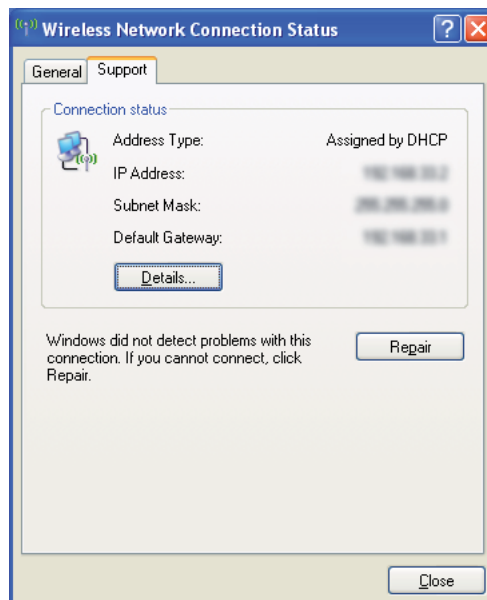 Wireless Network Connection Status
General
Support
Connection status
Address Type: Assigned by DHCP
IP Address:
Subnet Mask:
Default Gateway:
Details...
Windows did not detect problems with this
connection. If you cannot connect, click
Repair.
Repair
Close